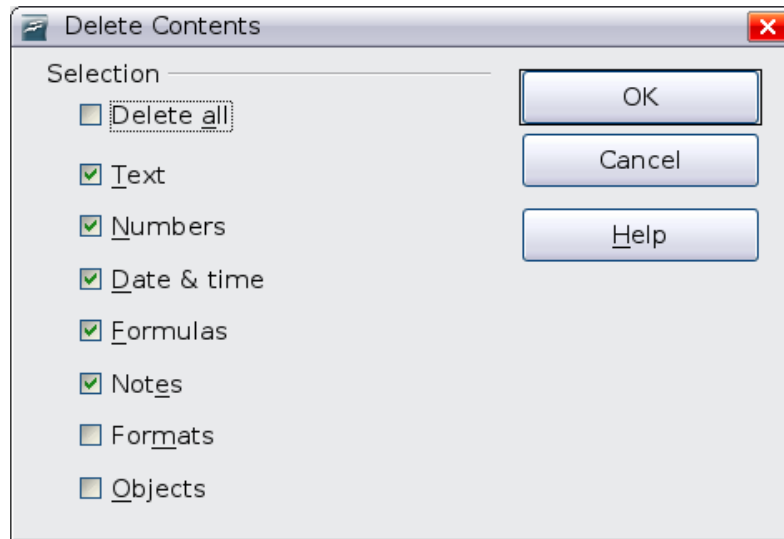 Delete Contents
Selection
Delete all
Text
Numbers
Date & time
Formulas
Notes
Formats
Objects
OK
Cancel
Help